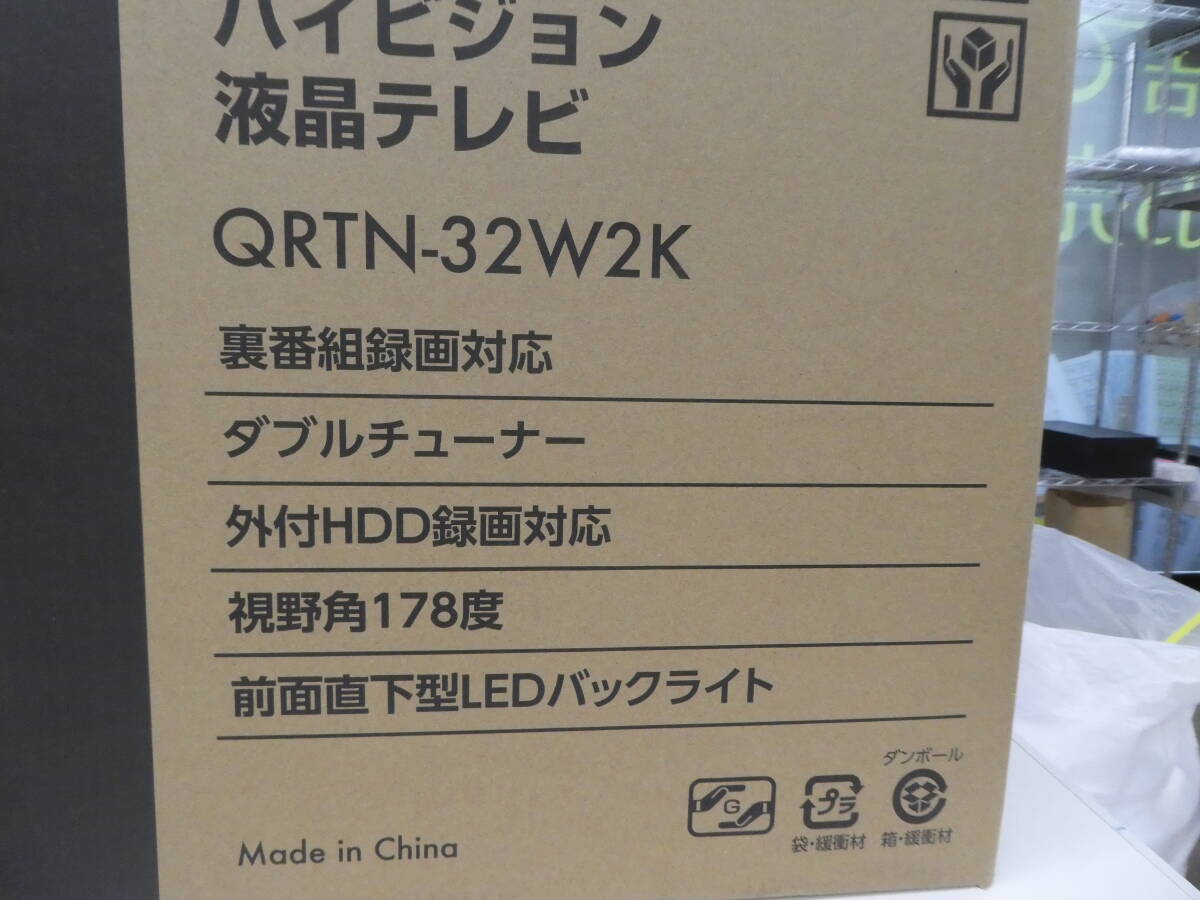 ハイビジョン
液晶テレビ
QRTN-32W2K
裏番組録画対応
ダブルチューナー
外付HDD録画対応
視野角178度
前面直下型LEDバックライト
ダンボール
G
プラ
袋・緩衝材
箱・緩衝材
Made in China